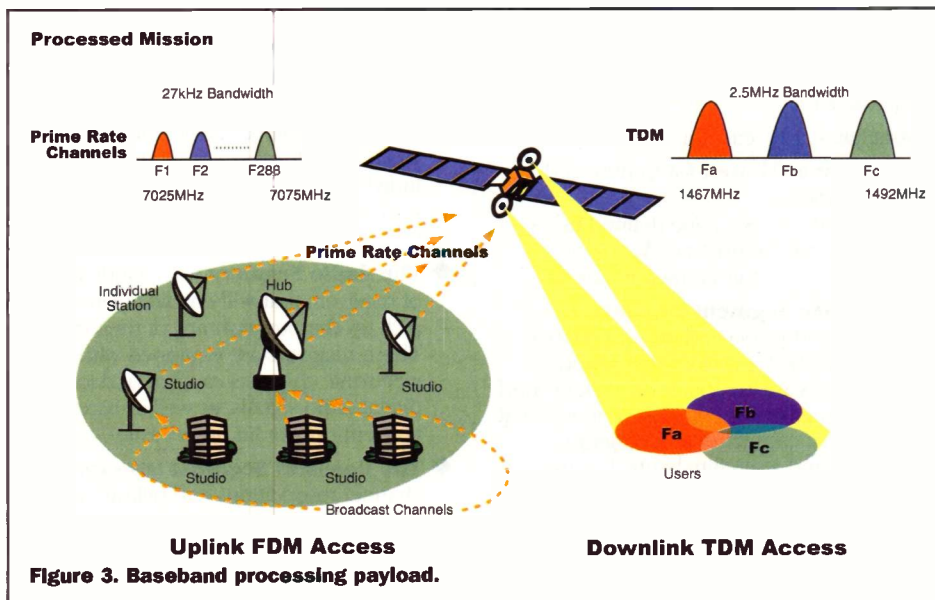 Processed Mission
27kHz Bandwidth
Prime Rate
Channels
F1 F2 F288
7025MHz 7075MHz
2.5MHz Bandwidth
TDM
Fa Fb Fc
1467MHz 1492MHz
Prime Rate Channels
Individual
Station
Hub
Studio
Studio
Studio
Studio
Broadcast Channels
Fb
Fa
Fc
Users
Uplink FDM Access
Downlink TDM Access
Figure 3. Baseband processing payload.